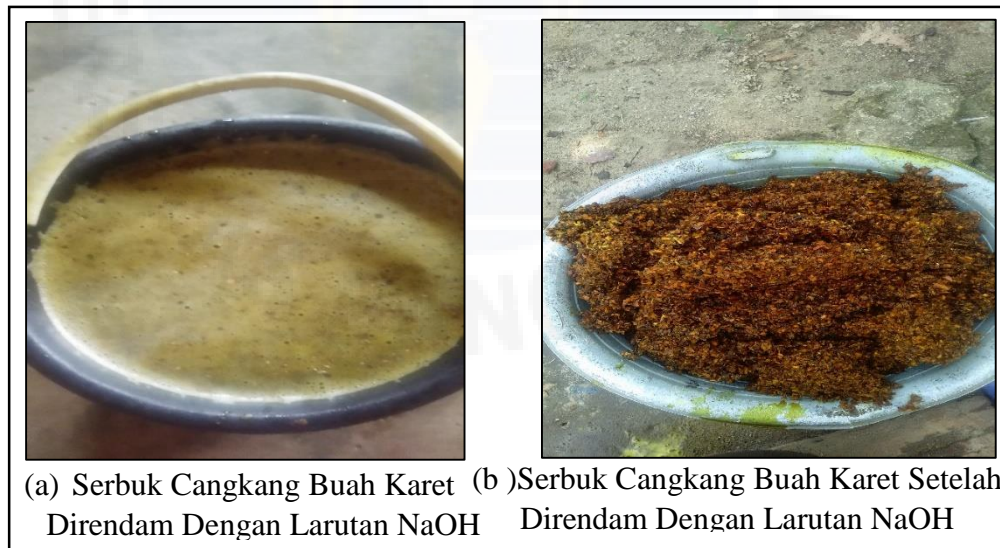 (a) Serbuk Cangkang Buah Karet
Direndam Dengan Larutan NaOH
(b )Serbuk Cangkang Buah Karet Setelah
Direndam Dengan Larutan NaOH